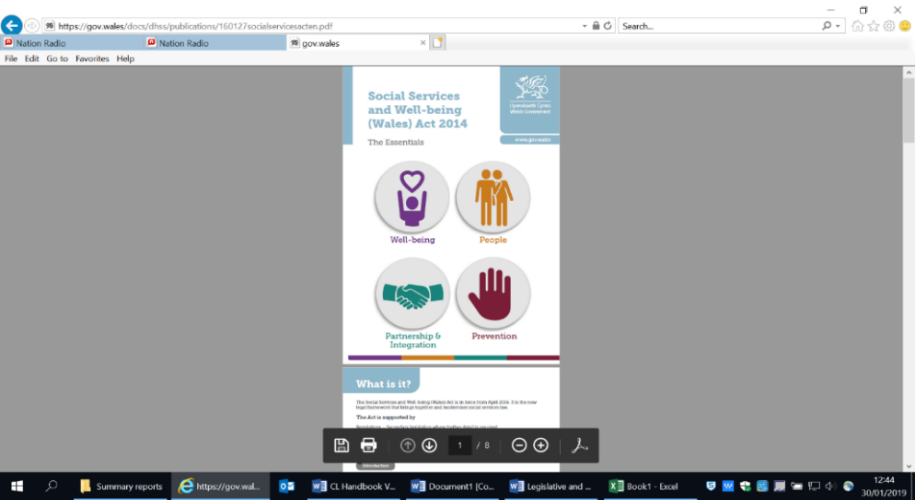 https://gov.wales/docs/dhss/publications/160127socialservicesacten.pdf
Search...
Nation Radio
Nation Radio
gov.wales
File Edit Go to Favorites Help
Social Services
and Well-being
(Wales) Act 2014
The Essentials
Llywodraeth Cymru
Welsh Government
www.gov.wales
Well-being
People
Partnership &
Integration
Prevention
What is it?
The Social Services and Well-being (Wales) Act is in force from April 2016. It is the new
legal framework that brings together and modernises social services law.
The Act is supported by
1 / 8
Summary reports
https://gov.wal...
CL Handbook V...
Document1 [Co...
Legislative and ...
Book1 - Excel
12:44
30/01/2019